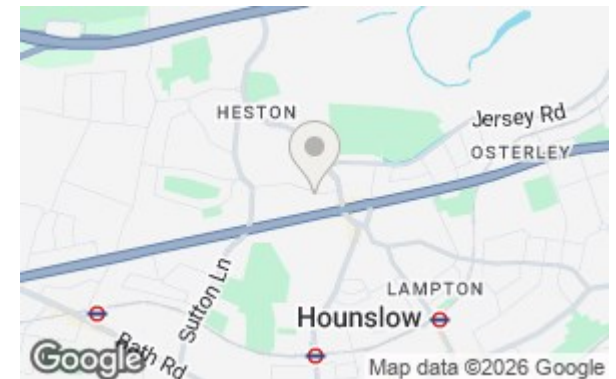 HESTON
Jersey Rd
OSTERLEY
Sutton Ln
LAMPTON
Hounslow
Bath Rd
Google
Map data ©2026 Google